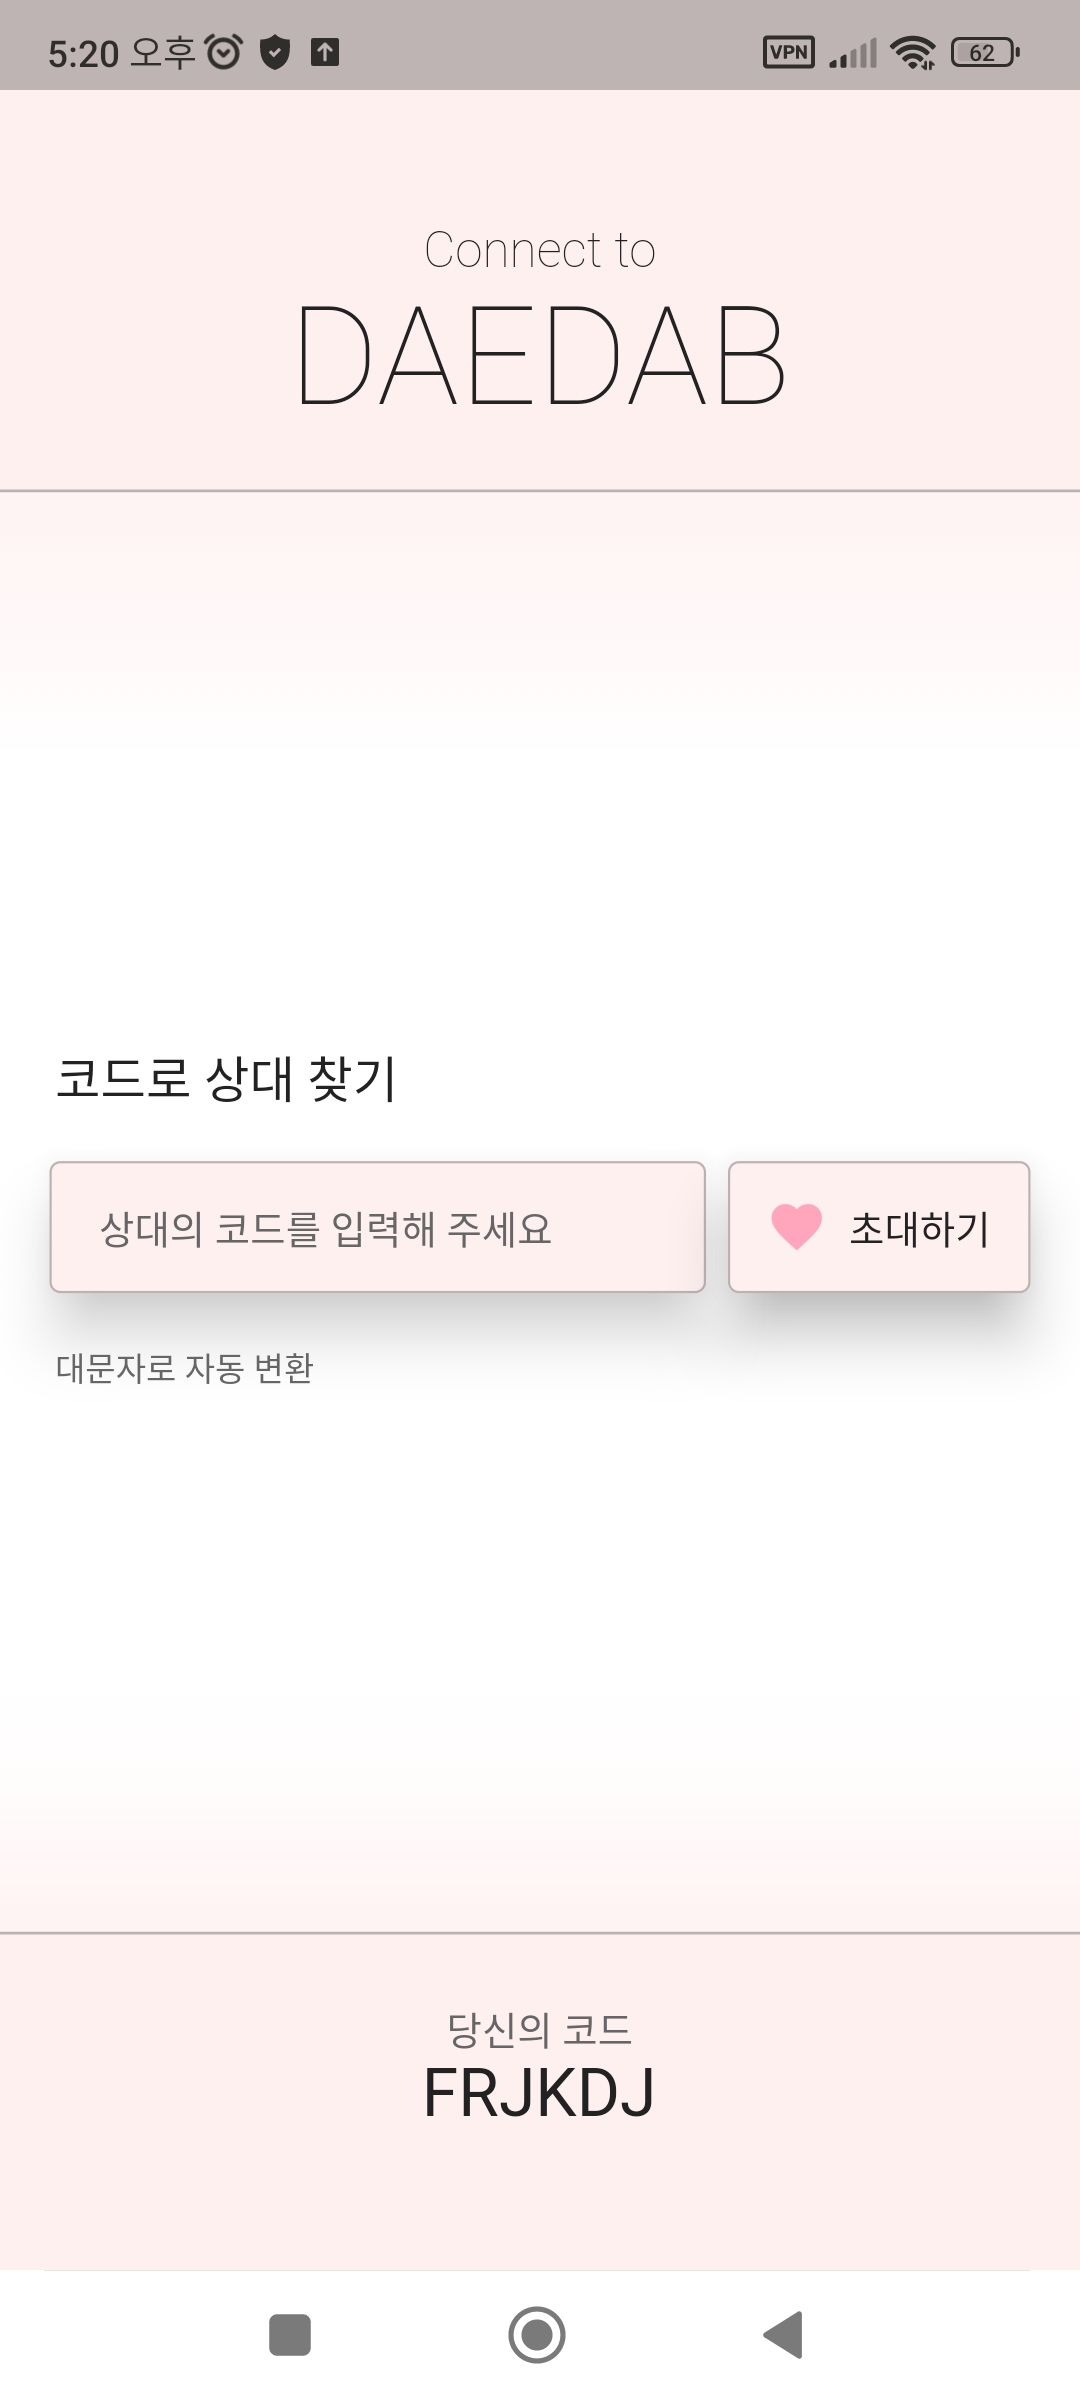 5:20 오후 VPN 62
Connect to
DAEDAB
코드로 상대 찾기
상대의 코드를 입력해 주세요 초대하기
대문자로 자동 변환
당신의 코드
FRJKDJ